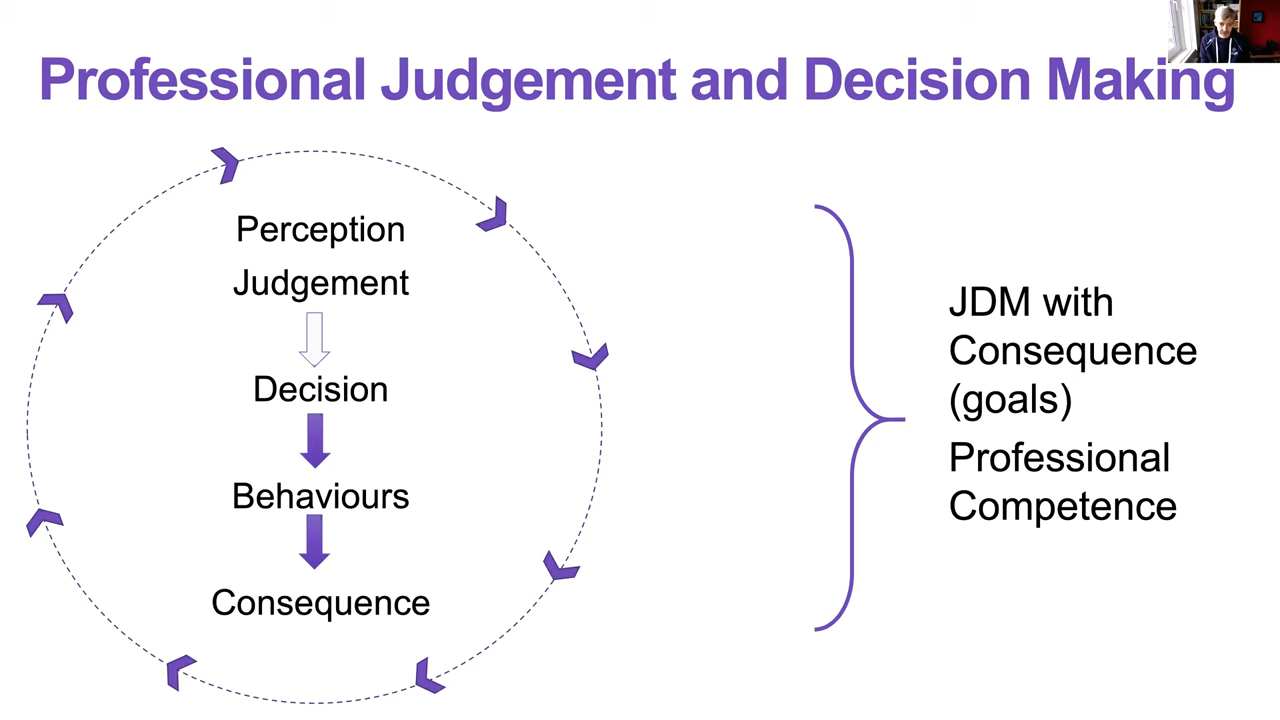 Professional Judgement and Decision Making
Perception
Judgement
Decision
Behaviours
Consequence
JDM with
Consequence
(goals)
Professional
Competence